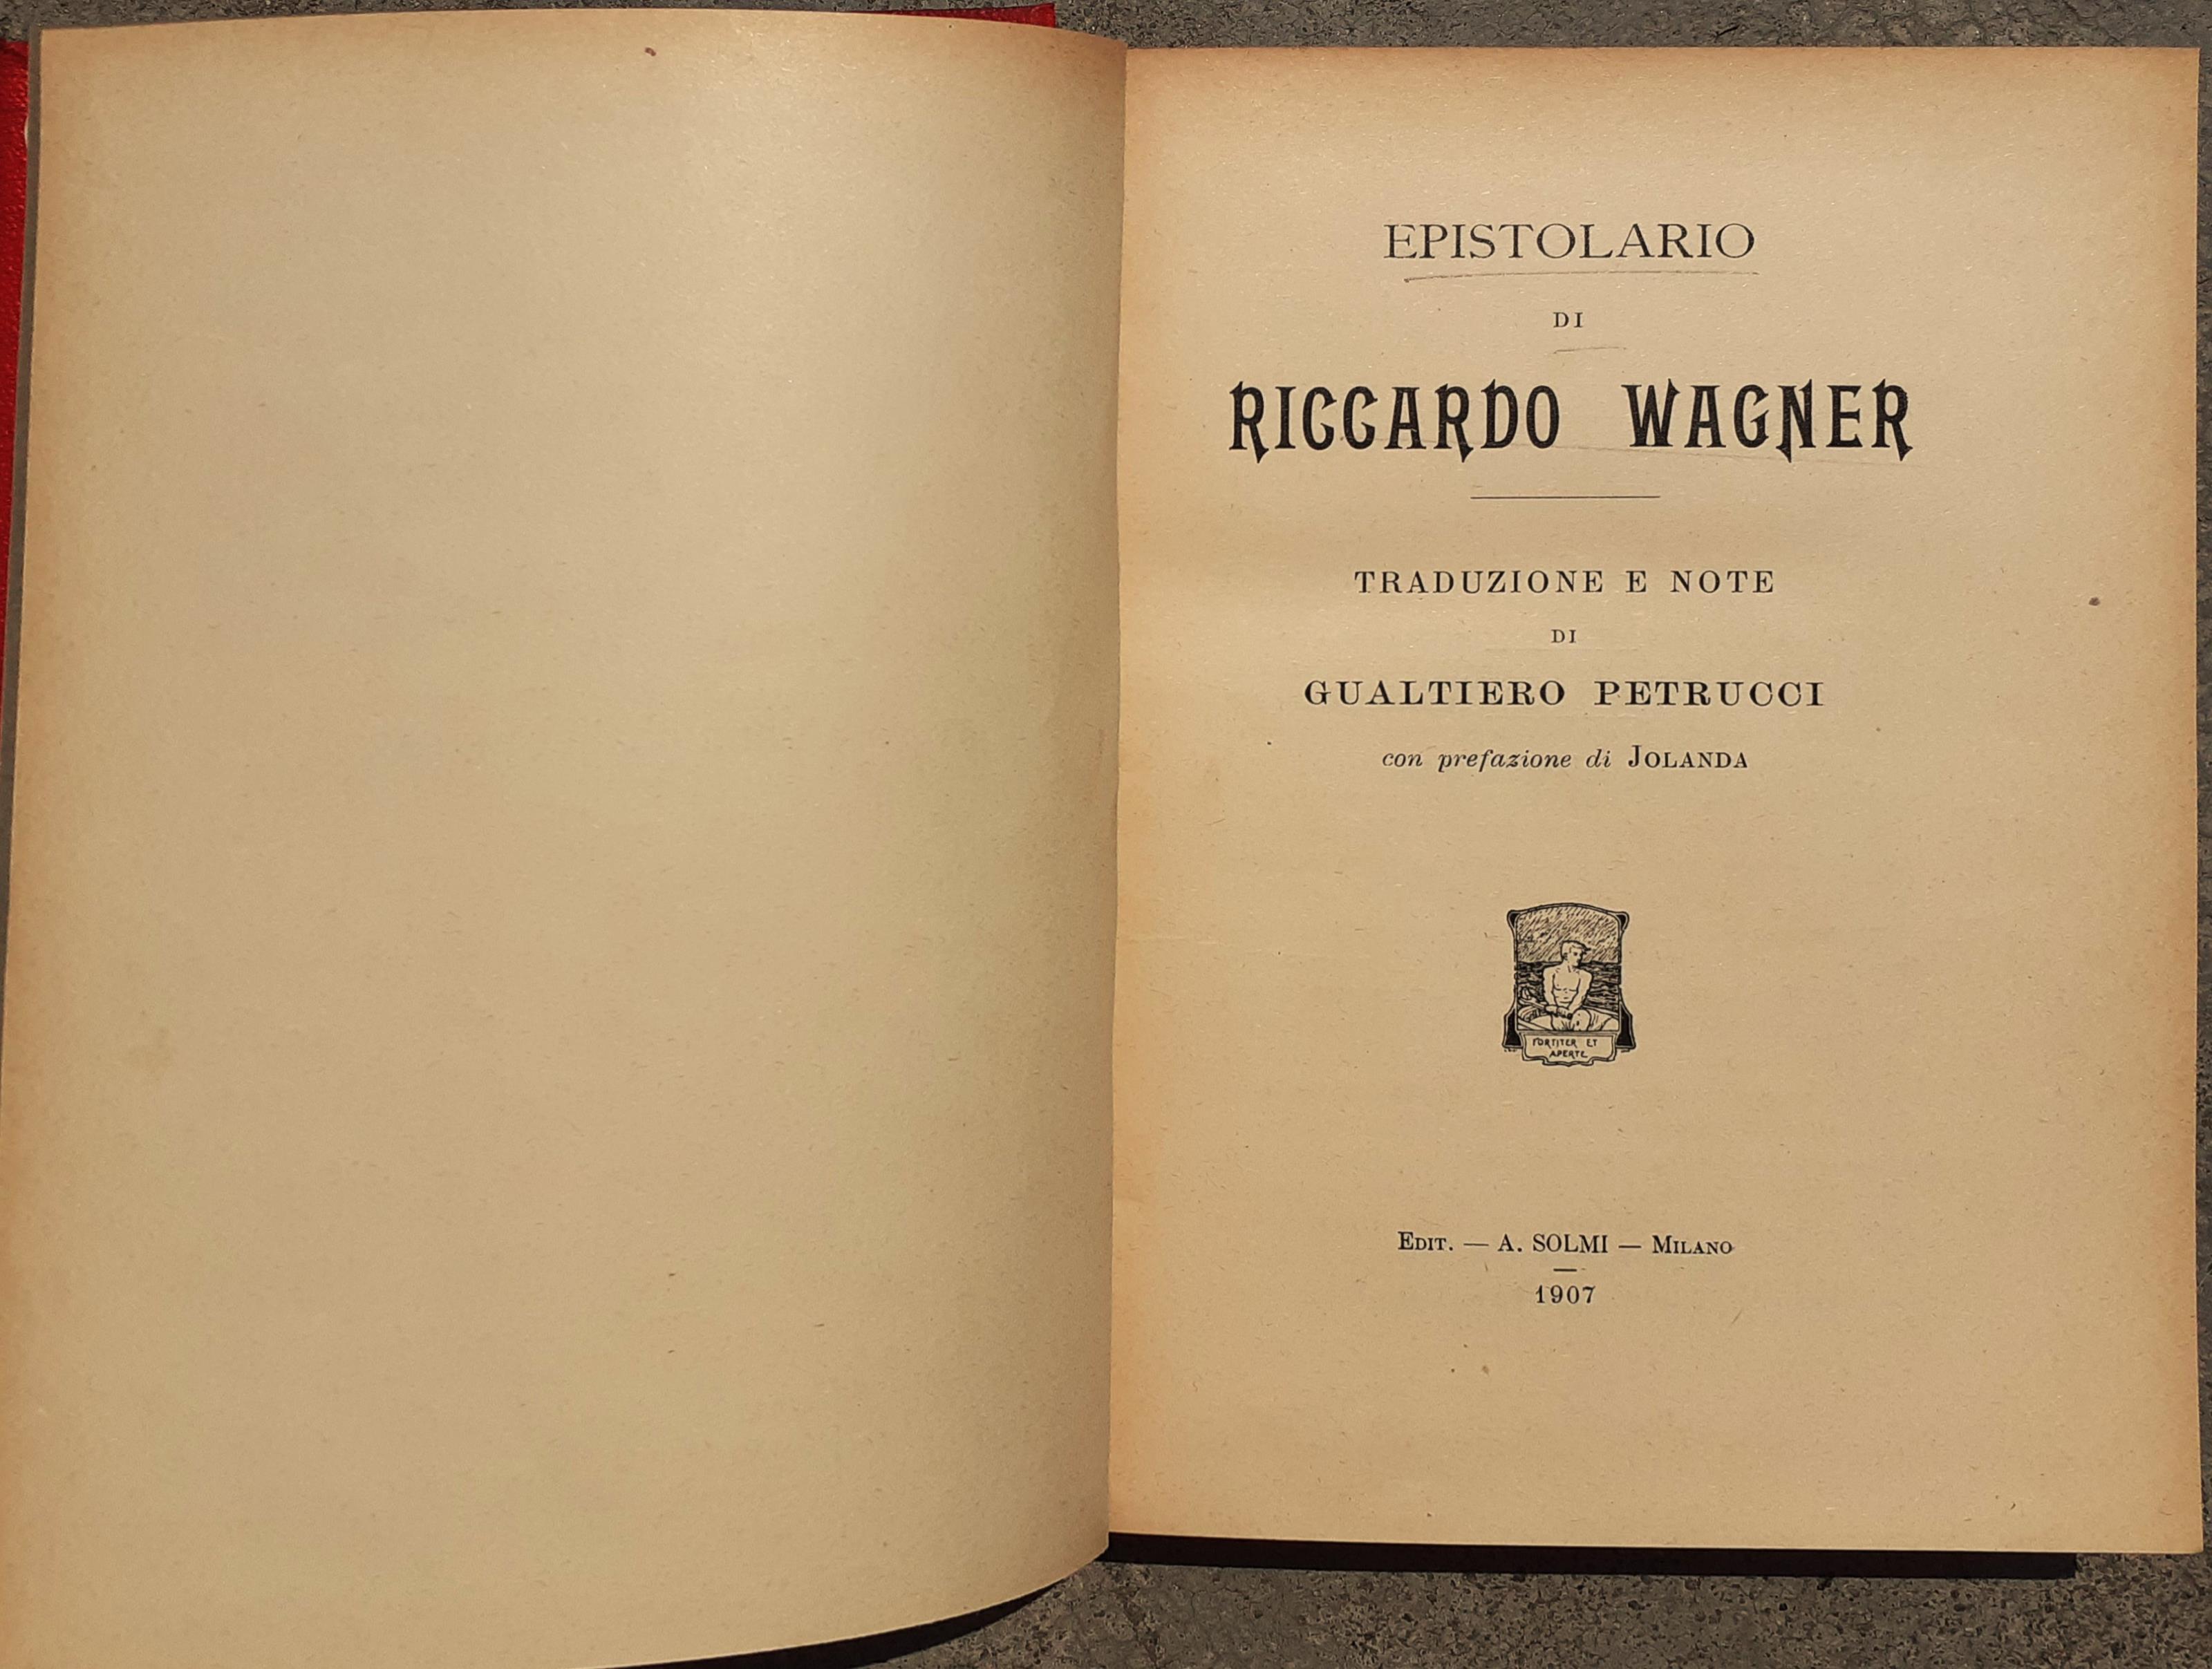 EPISTOLARIO
DI
RICCARDO WAGNER
TRADUZIONE E NOTE
DI
GUALTIERO PETRUCCI
con prefazione di JOLANDA
FORTITER ET
APERTE
EDIT. — A. SOLMI — MILANO
1907